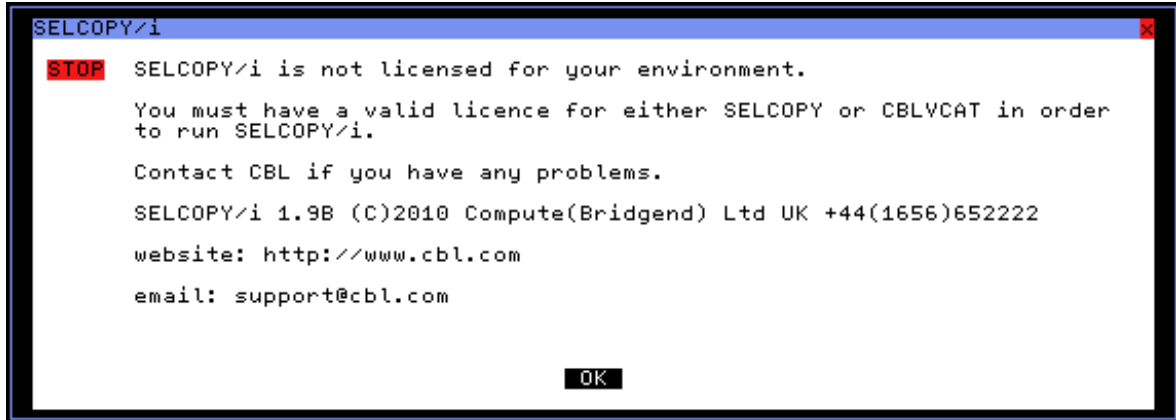 SELCOPY/i
×
STOP SELCOPY/i is not licensed for your environment.
You must have a valid licence for either SELCOPY or CBLVCAT in order
to run SELCOPY/i.
Contact CBL if you have any problems.
SELCOPY/i 1.9B (C)2010 Compute(Bridgend) Ltd UK +44(1656)652222
website: http://www.cbl.com
email: support@cbl.com
OK